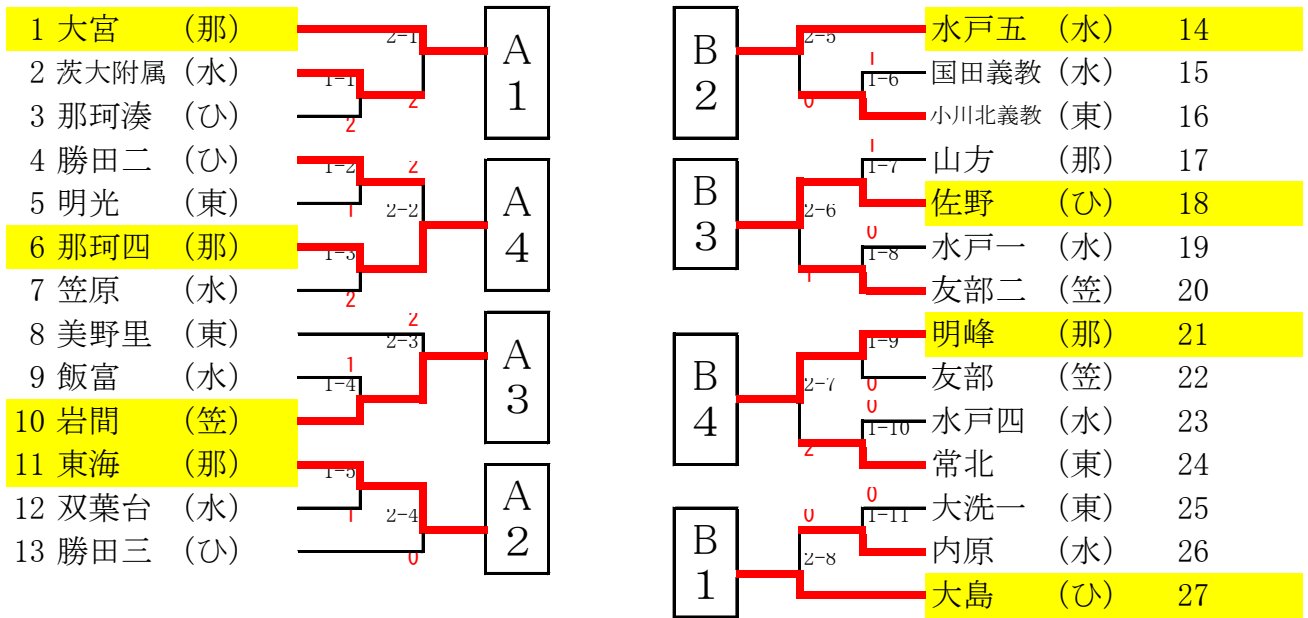 1 大宮 (那)
2 茨大附属 (水)
3 那珂湊 (ひ)
4 勝田二 (ひ)
5 明光 (東)
6 那珂四 (那)
7 笠原 (水)
8 美野里 (東)
9 飯富 (水)
10 岩間 (笠)
11 東海 (那)
12 双葉台 (水)
13 勝田三 (ひ)
2-1
1-1
2
2
1-2
2
1
2-2
1-3
2
2
2-3
1
1-4
1-5
1
2-4
0
A1
A4
A3
A2
B2
B3
B4
B1
2-5
1
1-6
0
1
1-7
2-6
0
1-8
1
1-9
2-7
0
0
1-10
2
0
0
1-11
2-8
水戸五 (水) 14
国田義教 (水) 15
小川北義教 (東) 16
山方 (那) 17
佐野 (ひ) 18
水戸一 (水) 19
友部二 (笠) 20
明峰 (那) 21
友部 (笠) 22
水戸四 (水) 23
常北 (東) 24
大洗一 (東) 25
内原 (水) 26
大島 (ひ) 27